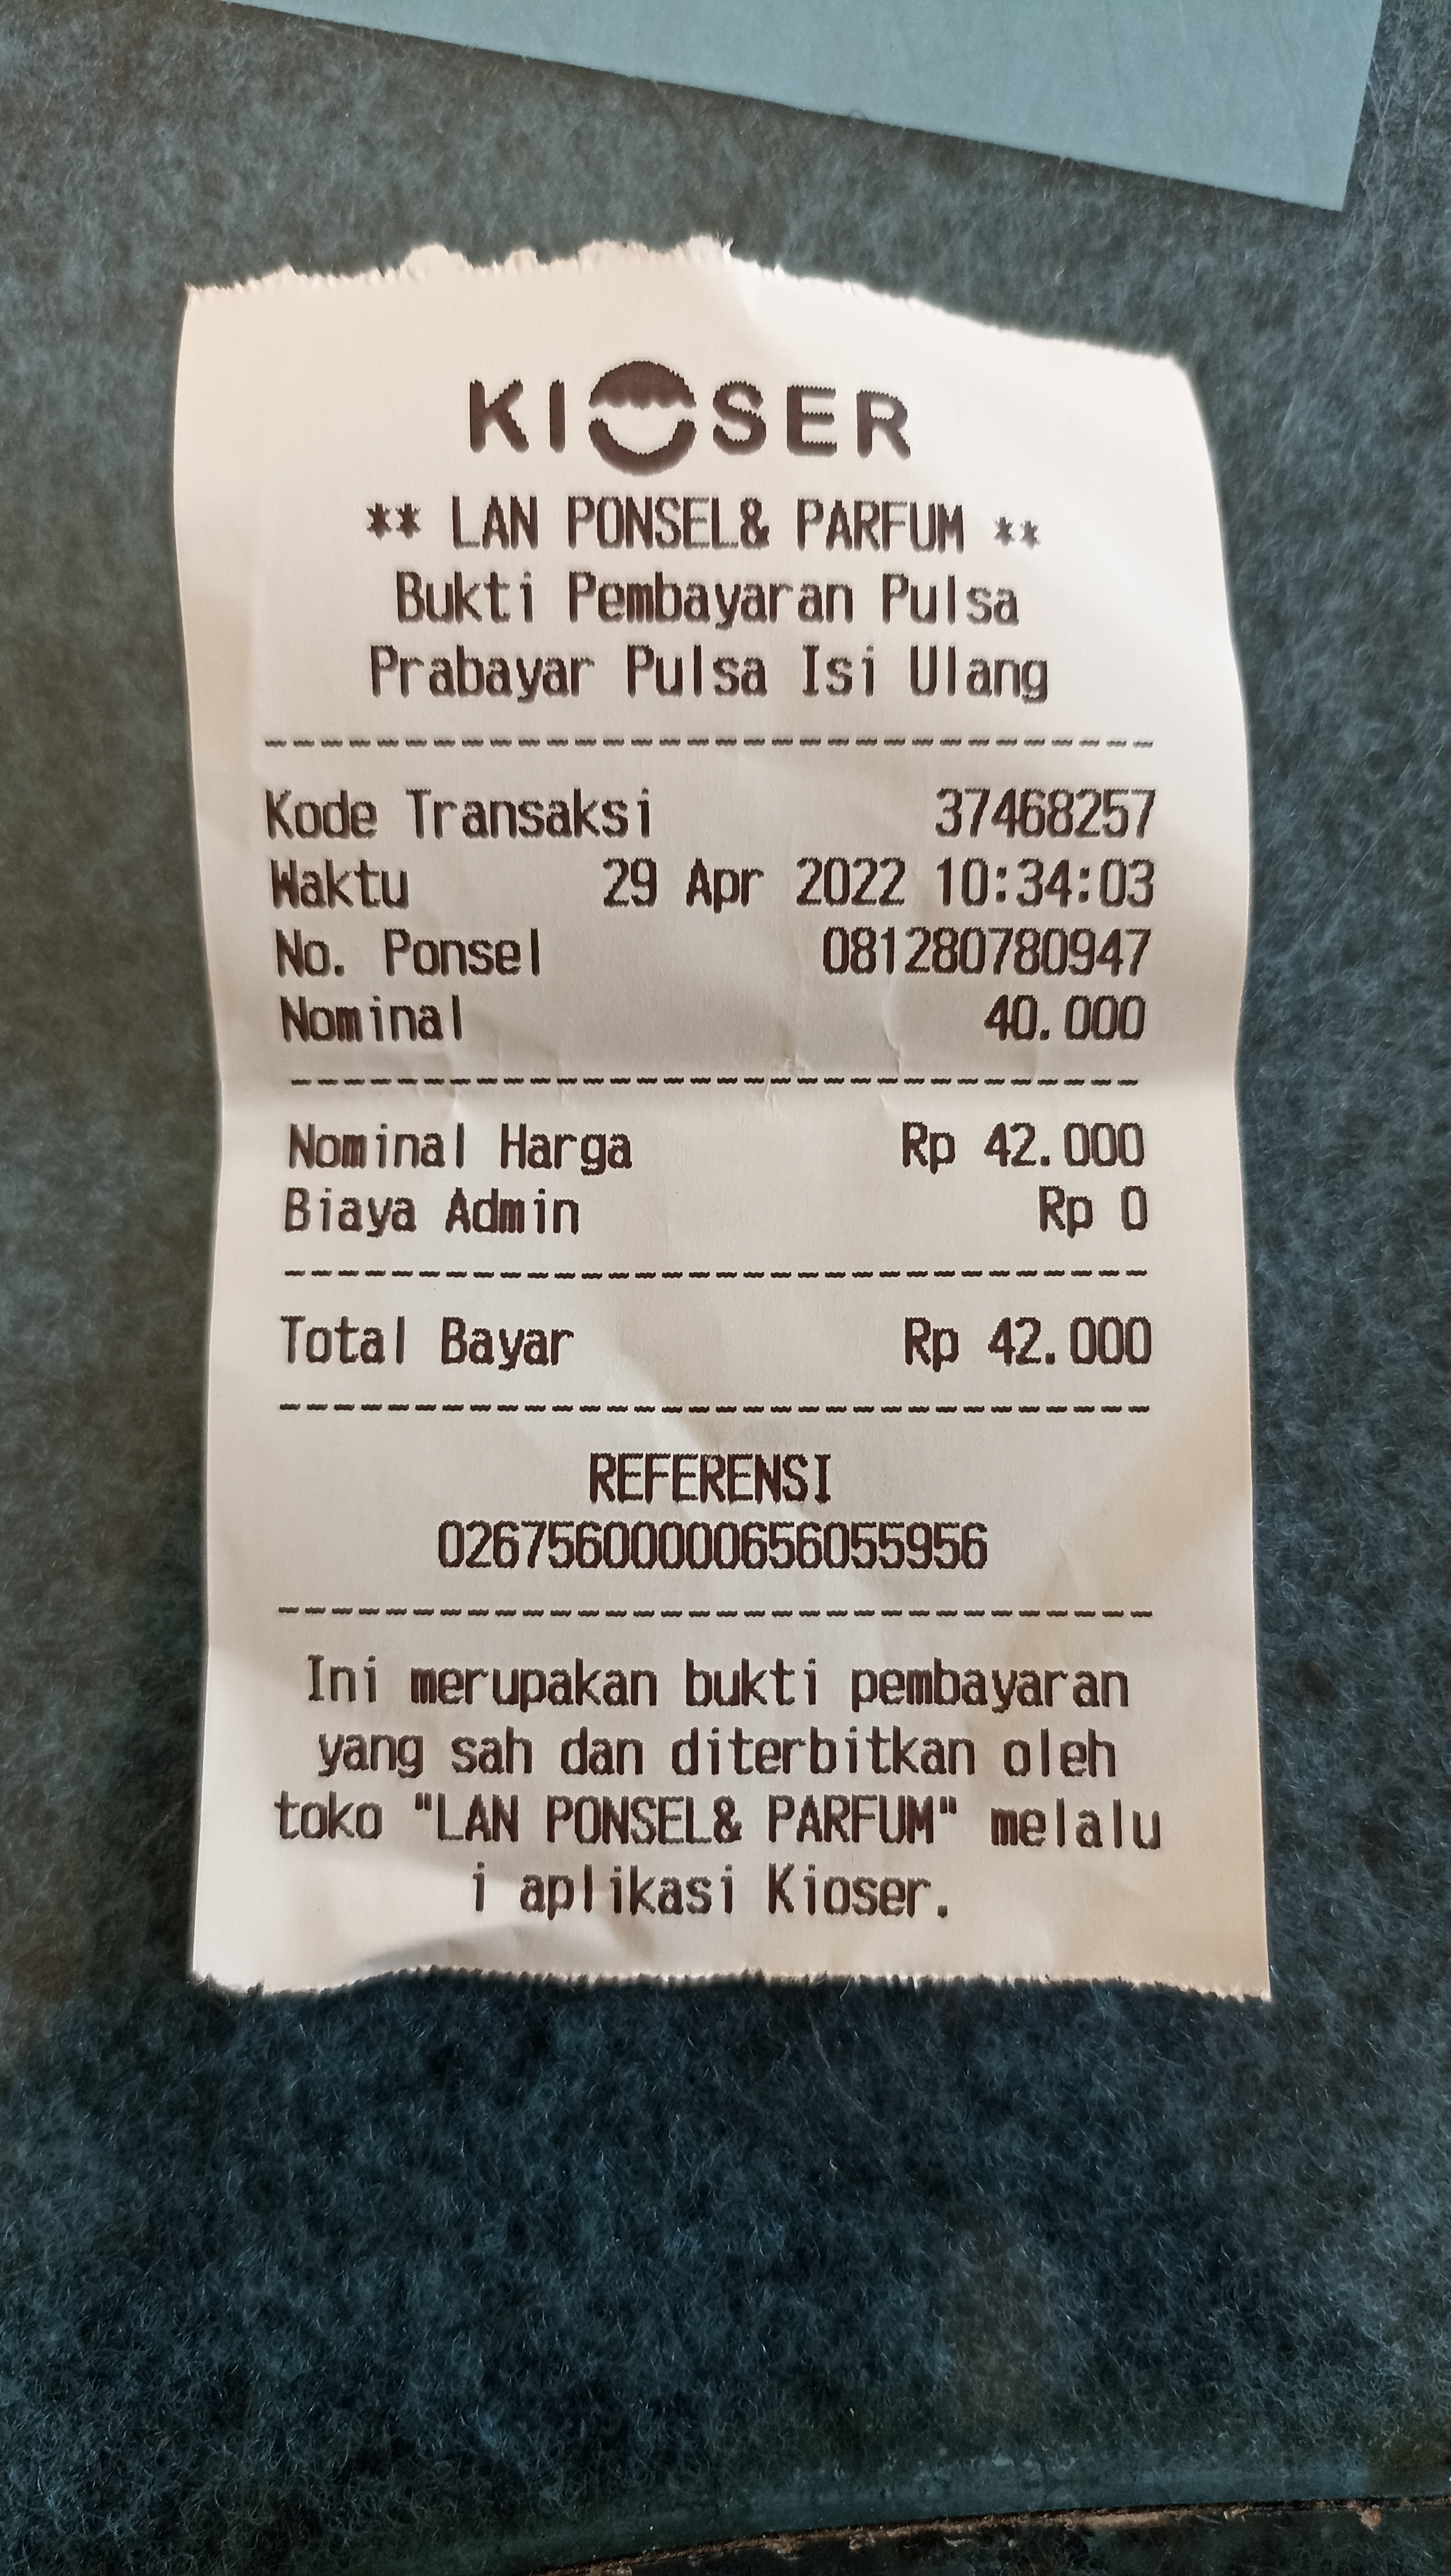 KIOSER
** LAN PONSEL& PARFUM **
Bukti Pembayaran Pulsa
Prabayar Pulsa Isi Ulang
--------------------------------
Kode Transaksi 37468257
Waktu 29 Apr 2022 10:34:03
No. Ponsel 081280780947
Nominal 40.000
--------------------------------
Nominal Harga Rp 42.000
Biaya Admin Rp 0
--------------------------------
Total Bayar Rp 42.000
--------------------------------
REFERENSI
02675600000656055956
--------------------------------
Ini merupakan bukti pembayaran
yang sah dan diterbitkan oleh
toko "LAN PONSEL& PARFUM" melalu
i aplikasi Kioser.